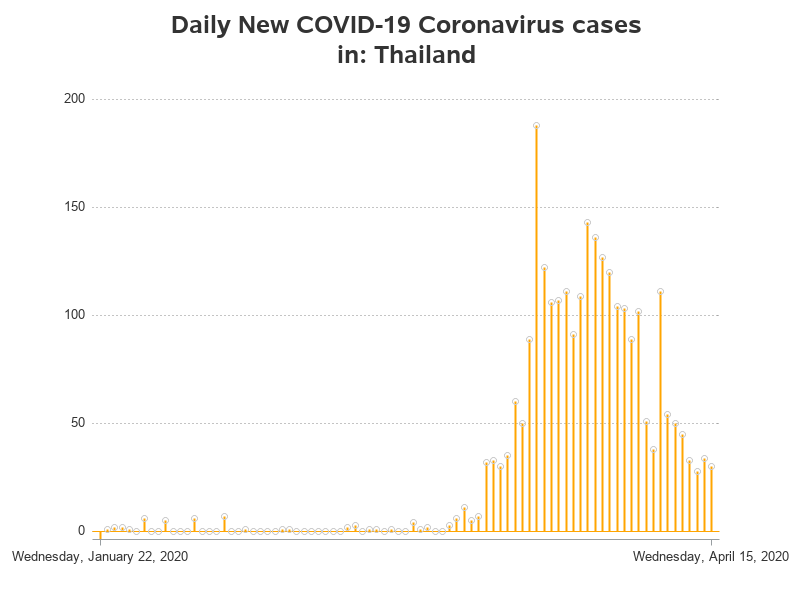 Daily New COVID-19 Coronavirus cases
in: Thailand
200
150
100
50
0
Wednesday, January 22, 2020
Wednesday, April 15, 2020